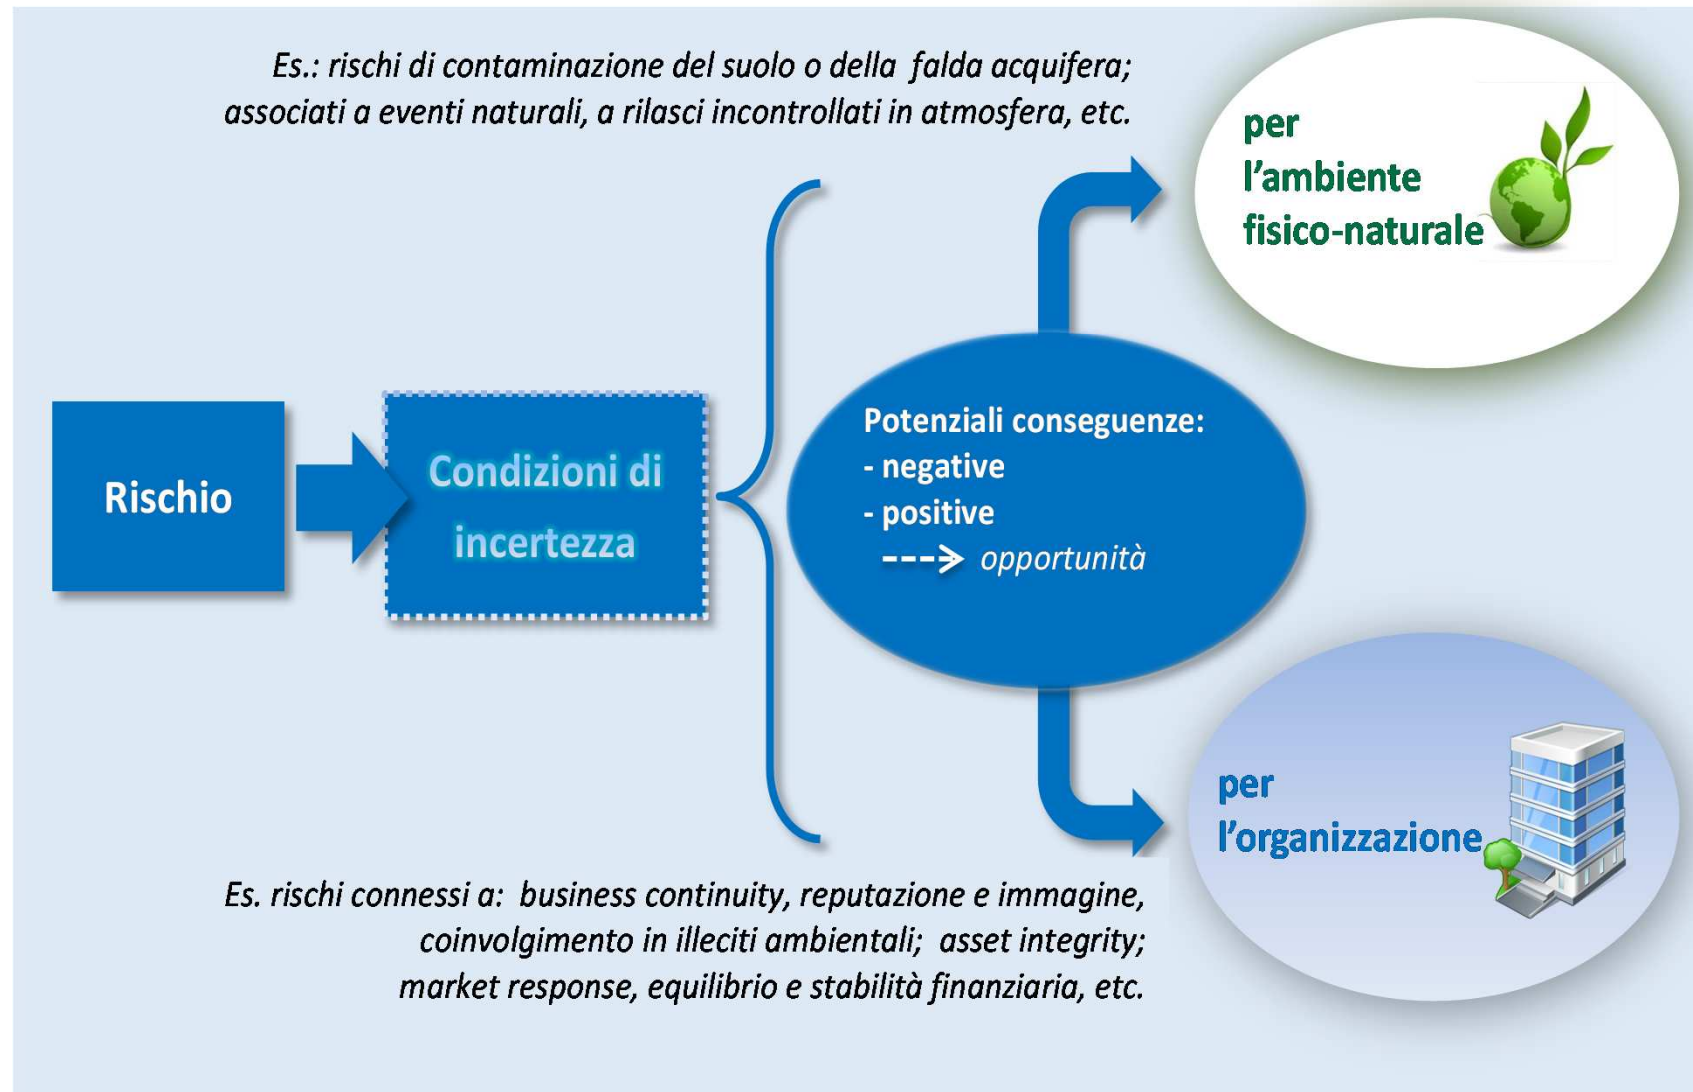 Es.: rischi di contaminazione del suolo o della falda acquifera;
associati a eventi naturali, a rilasci incontrollati in atmosfera, etc.
per
l'ambiente
fisico-naturale
Rischio
Condizioni di
incertezza
Potenziali conseguenze:
- negative
- positive
opportunità
per
l'organizzazione
Es. rischi connessi a: business continuity, reputazione e immagine,
coinvolgimento in illeciti ambientali; asset integrity;
market response, equilibrio e stabilità finanziaria, etc.